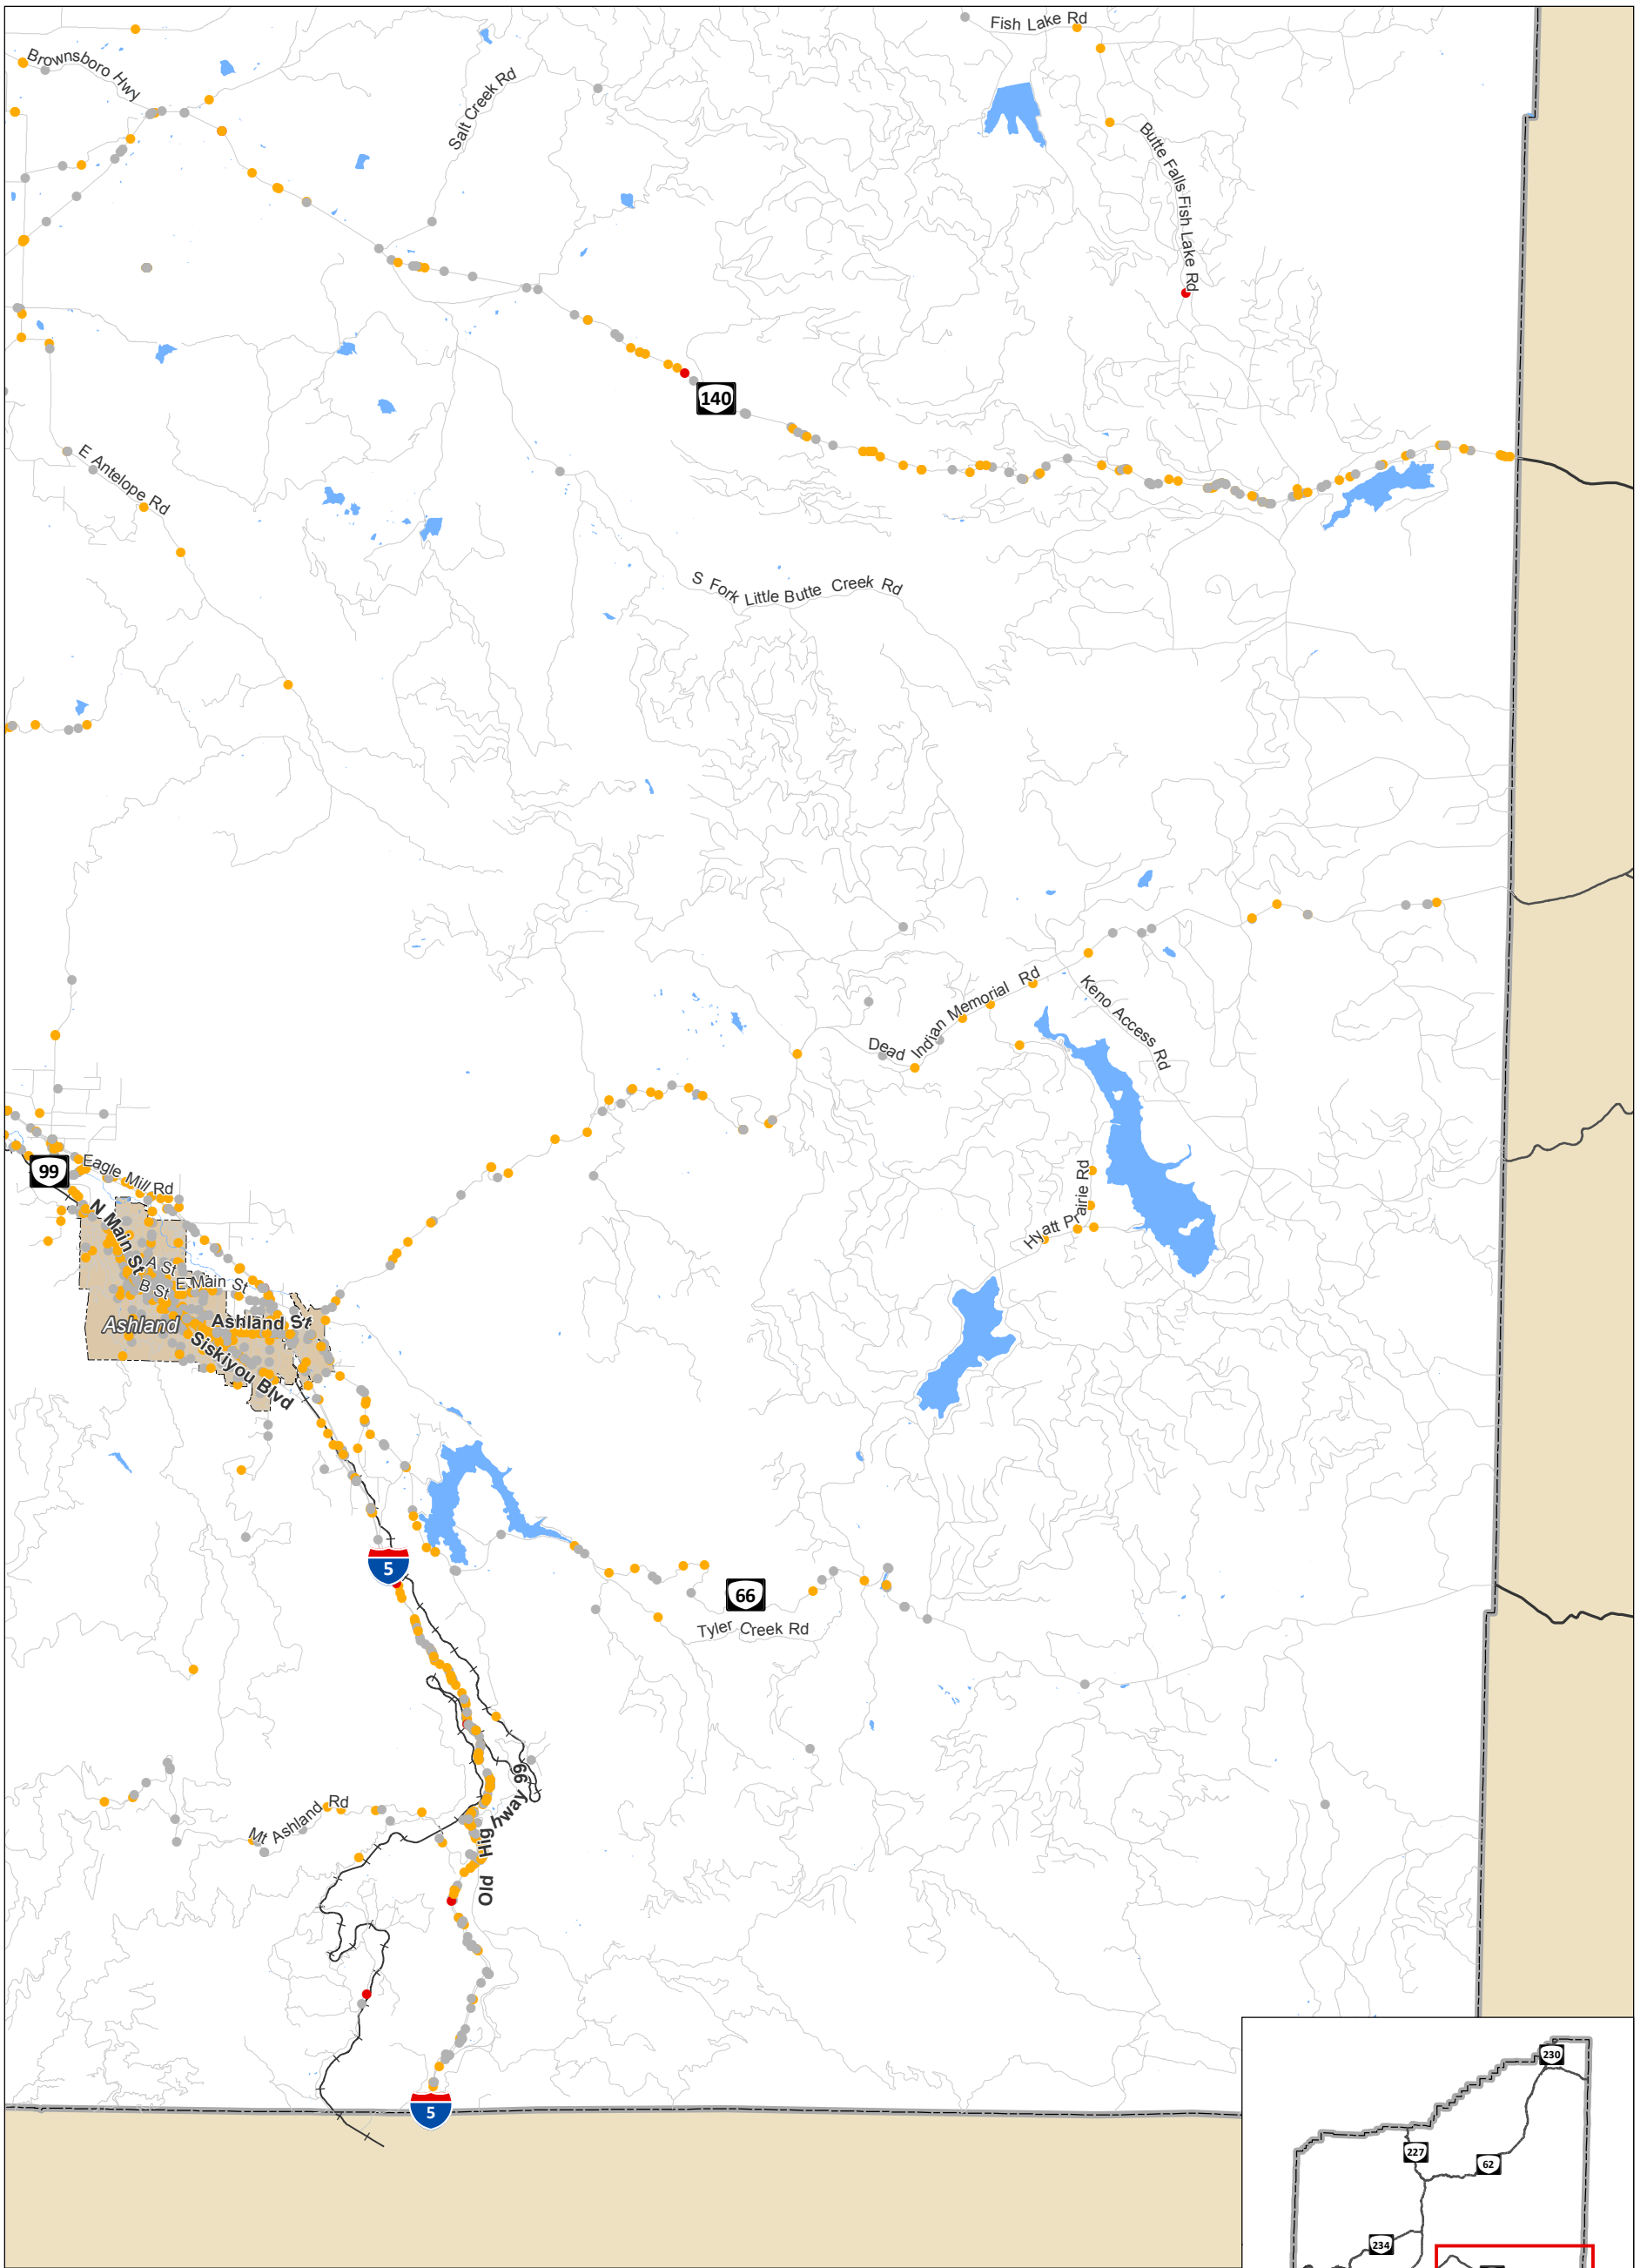 Fish Lake Rd
Brownsboro Hwy
Salt Creek Rd
Butte Falls Fish Lake Rd
140
E Antelope Rd
S Fork Little Butte Creek Rd
Dead Indian Memorial Rd
Keno Access Rd
99
Eagle Mill Rd
Hyatt Prairie Rd
N Main St
A St
B St
E Main St
Ashland
Ashland St
Siskiyou Blvd
5
66
Tyler Creek Rd
Old Highway 99
Mt Ashland Rd
5
230
227
62
234